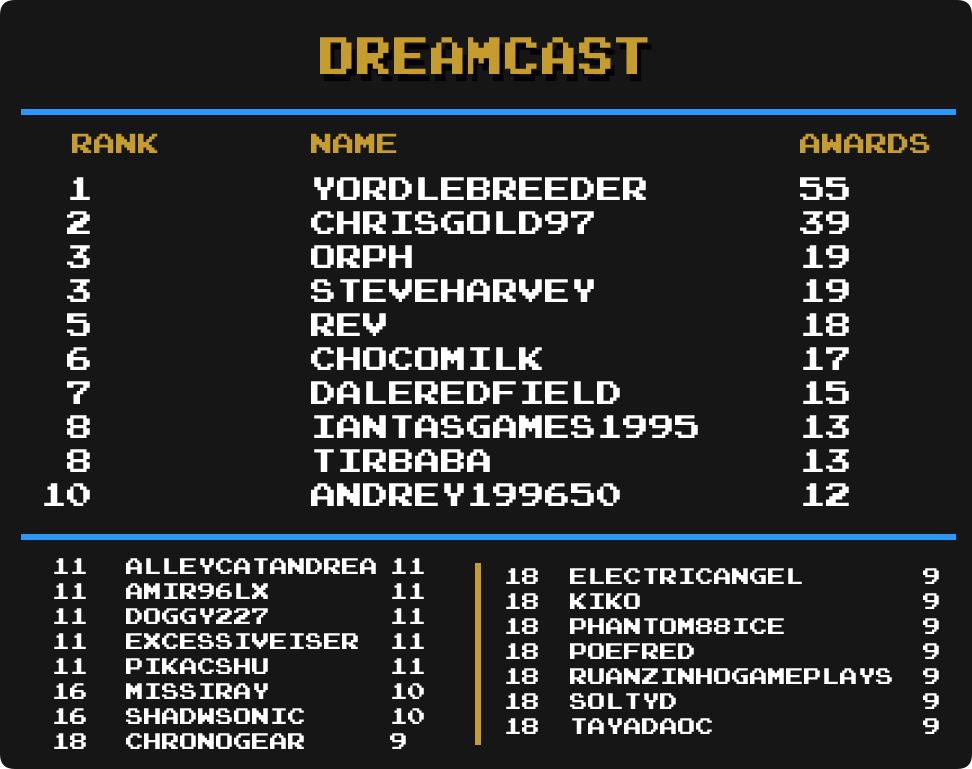 DREAMCAST
RANK NAME AWARDS
1 YORDLEBREEDER 55
2 CHRISGOLD97 39
3 ORPH 19
3 STEVEHARVEY 19
5 REV 18
6 CHOCOMILK 17
7 DALEREDFIELD 15
8 IANTASGAMES1995 13
8 TIRBABA 13
10 ANDREY199650 12
11 ALLEYCATANDREA 11
11 AMIR96LX 11
11 DOGGY227 11
11 EXCESSIVEISER 11
11 PIKACSHU 11
16 MISSIRAY 10
16 SHADWSONIC 10
18 CHRONOGEAR 9
18 ELECTRICANGEL 9
18 KIKO 9
18 PHANTOM88ICE 9
18 POEFRED 9
18 RUANZINHOGAMEPLAYS 9
18 SOLTYD 9
18 TAYADAOC 9